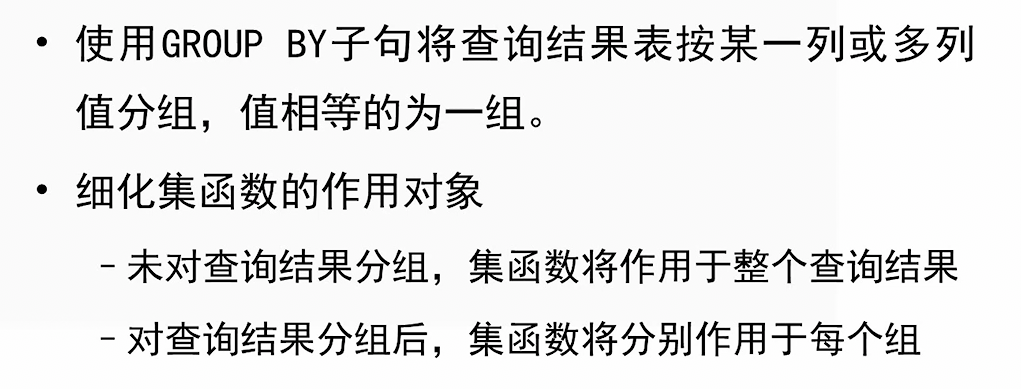 • 使用GROUP BY子句将查询结果表按某一列或多列
值分组，值相等的为一组。
• 细化集函数的作用对象
– 未对查询结果分组，集函数将作用于整个查询结果
– 对查询结果分组后，集函数将分别作用于每个组